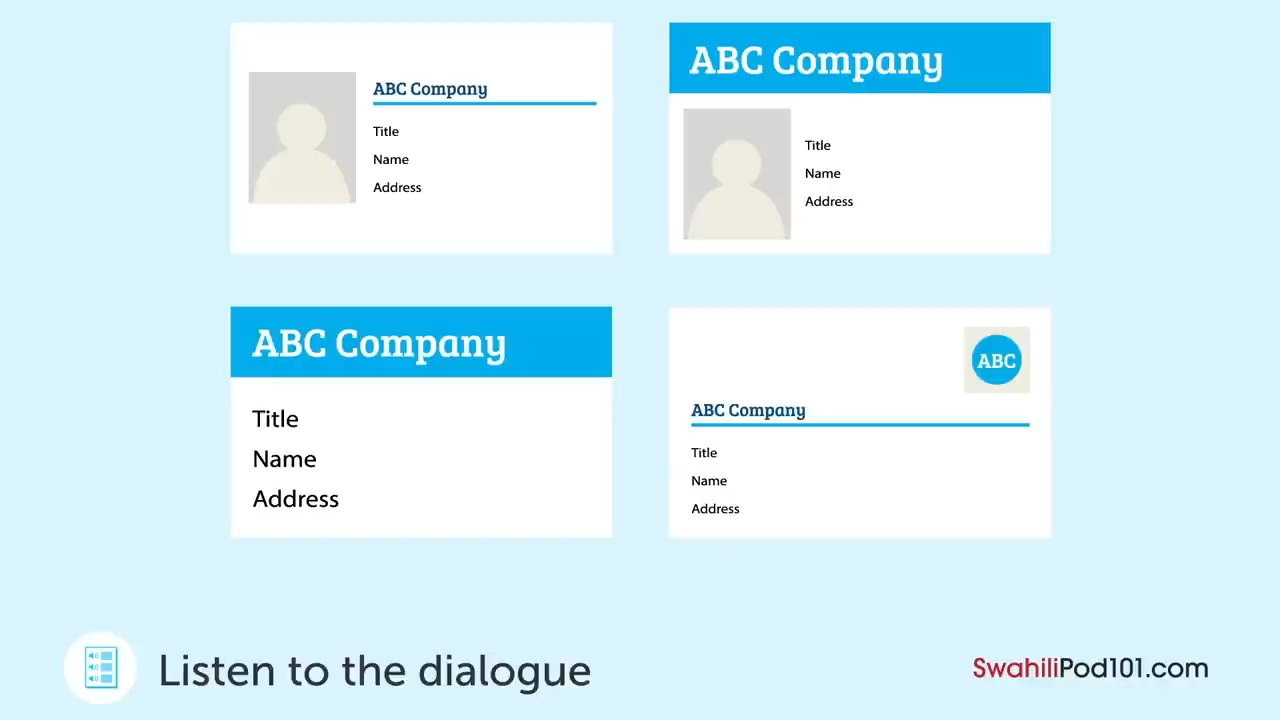 ABC Company
Title
Name
Address
ABC Company
Title
Name
Address
ABC Company
Title
Name
Address
ABC
ABC Company
Title
Name
Address
Listen to the dialogue
SwahiliPod101.com